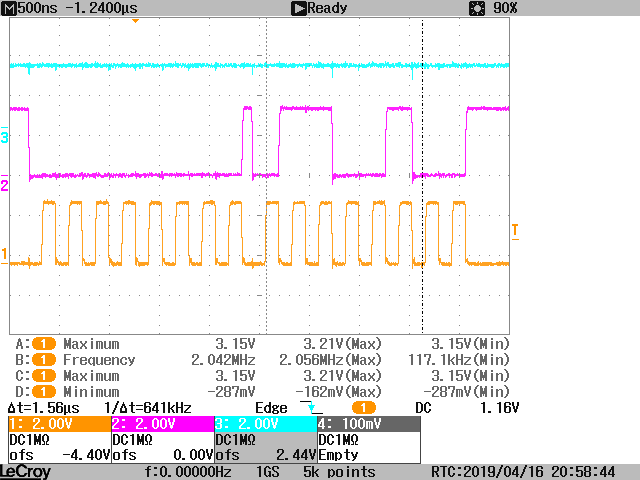 M 500ns -1.2400µs Ready 90%
3
2
T
1
A: 1 Maximum 3.15V 3.21V(Max) 3.15V(Min)
B: 1 Frequency 2.042MHz 2.056MHz(Max) 117.1kHz(Min)
C: 1 Maximum 3.15V 3.21V(Max) 3.15V(Min)
D: 1 Minimum -287mV -162mV(Max) -287mV(Min)
Δt=1.56µs 1/Δt=641kHz Edge 1 DC 1.16V
1: 2.00V 2: 2.00V 3: 2.00V 4: 100mV
DC1MΩ DC1MΩ DC1MΩ DC1MΩ
ofs -4.40V ofs 0.00V ofs 2.44V Empty
LeCroy f:0.00000Hz 1GS 5k points RTC:2019/04/16 20:58:44